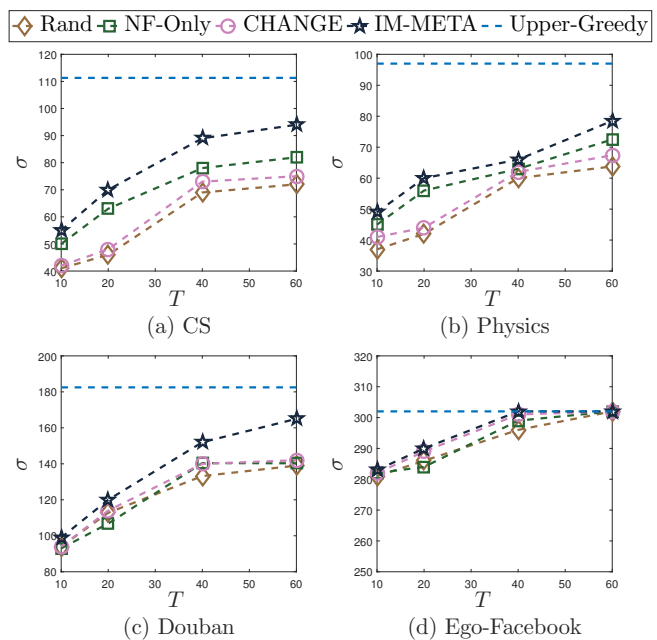 Rand NF-Only CHANGE IM-META Upper-Greedy
120
110
100
90
80
70
60
50
40
σ
10 20 30 40 50 60
T
(a) CS
100
90
80
70
60
50
40
30
σ
10 20 30 40 50 60
T
(b) Physics
200
180
160
140
120
100
80
σ
10 20 30 40 50 60
T
(c) Douban
320
310
300
290
280
270
260
250
σ
10 20 30 40 50 60
T
(d) Ego-Facebook